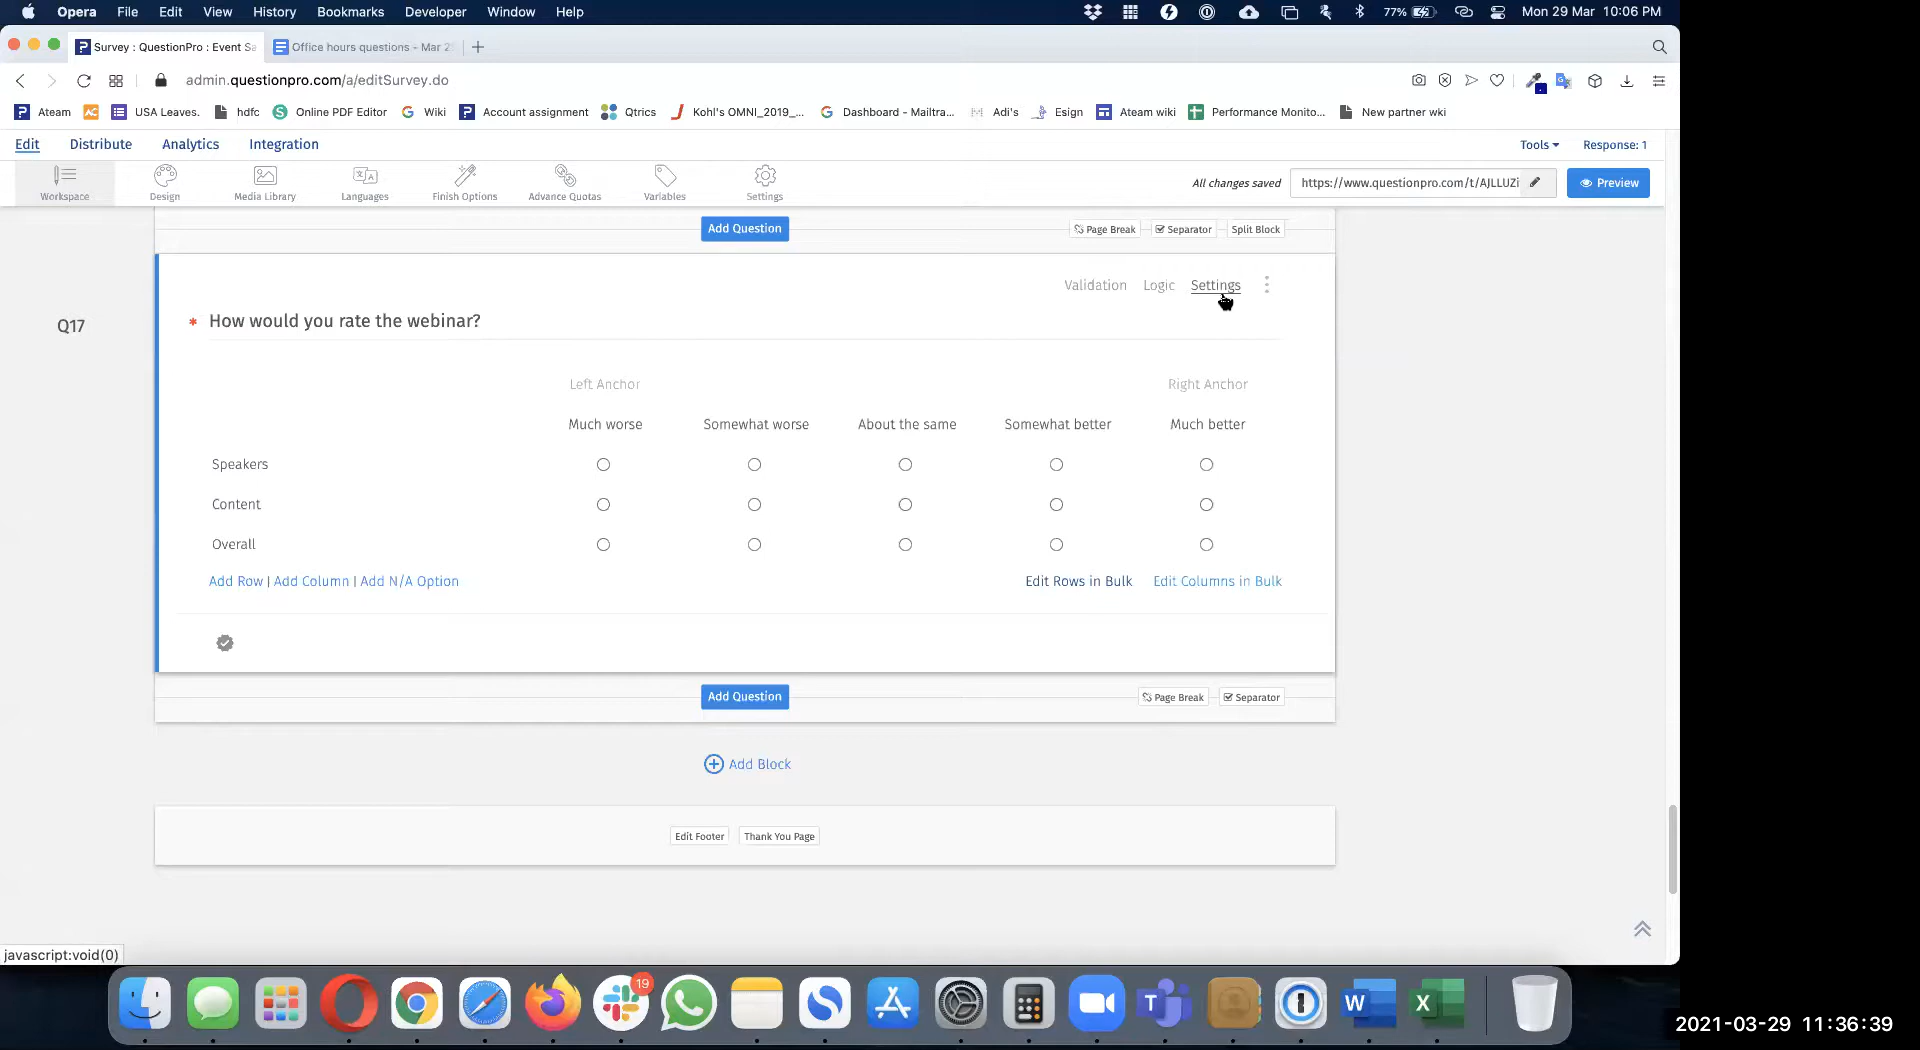 Opera File Edit View History Bookmarks Developer Window Help 77% Mon 29 Mar 10:06 PM
Survey : QuestionPro : Event Sa Office hours questions - Mar 2
admin.questionpro.com/a/editSurvey.do
Ateam USA Leaves. hdfc Online PDF Editor Wiki Account assignment Qtrics Kohl's OMNI_2019_... Dashboard - Mailtra... Adi's Esign Ateam wiki Performance Monito... New partner wki
Edit Distribute Analytics Integration Tools Response: 1
Workspace Design Media Library Languages Finish Options Advance Quotas Variables Settings
All changes saved https://www.questionpro.com/t/AJLLUZi Preview
Add Question Page Break Separator Split Block
Validation Logic Settings
Q17 * How would you rate the webinar?
Left Anchor Right Anchor
Much worse Somewhat worse About the same Somewhat better Much better
Speakers
Content
Overall
Add Row | Add Column | Add N/A Option Edit Rows in Bulk Edit Columns in Bulk
Add Question Page Break Separator
Add Block
Edit Footer Thank You Page
javascript:void(0)
19
2021-03-29 11:36:39